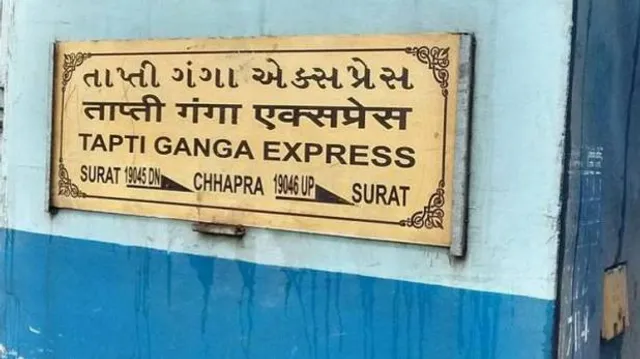 તાપ્તી ગંગા એક્સપ્રેસ
ताप्ती गंगा एक्सप्रेस
TAPTI GANGA EXPRESS
SURAT 19045 DN CHHAPRA 19046 UP SURAT